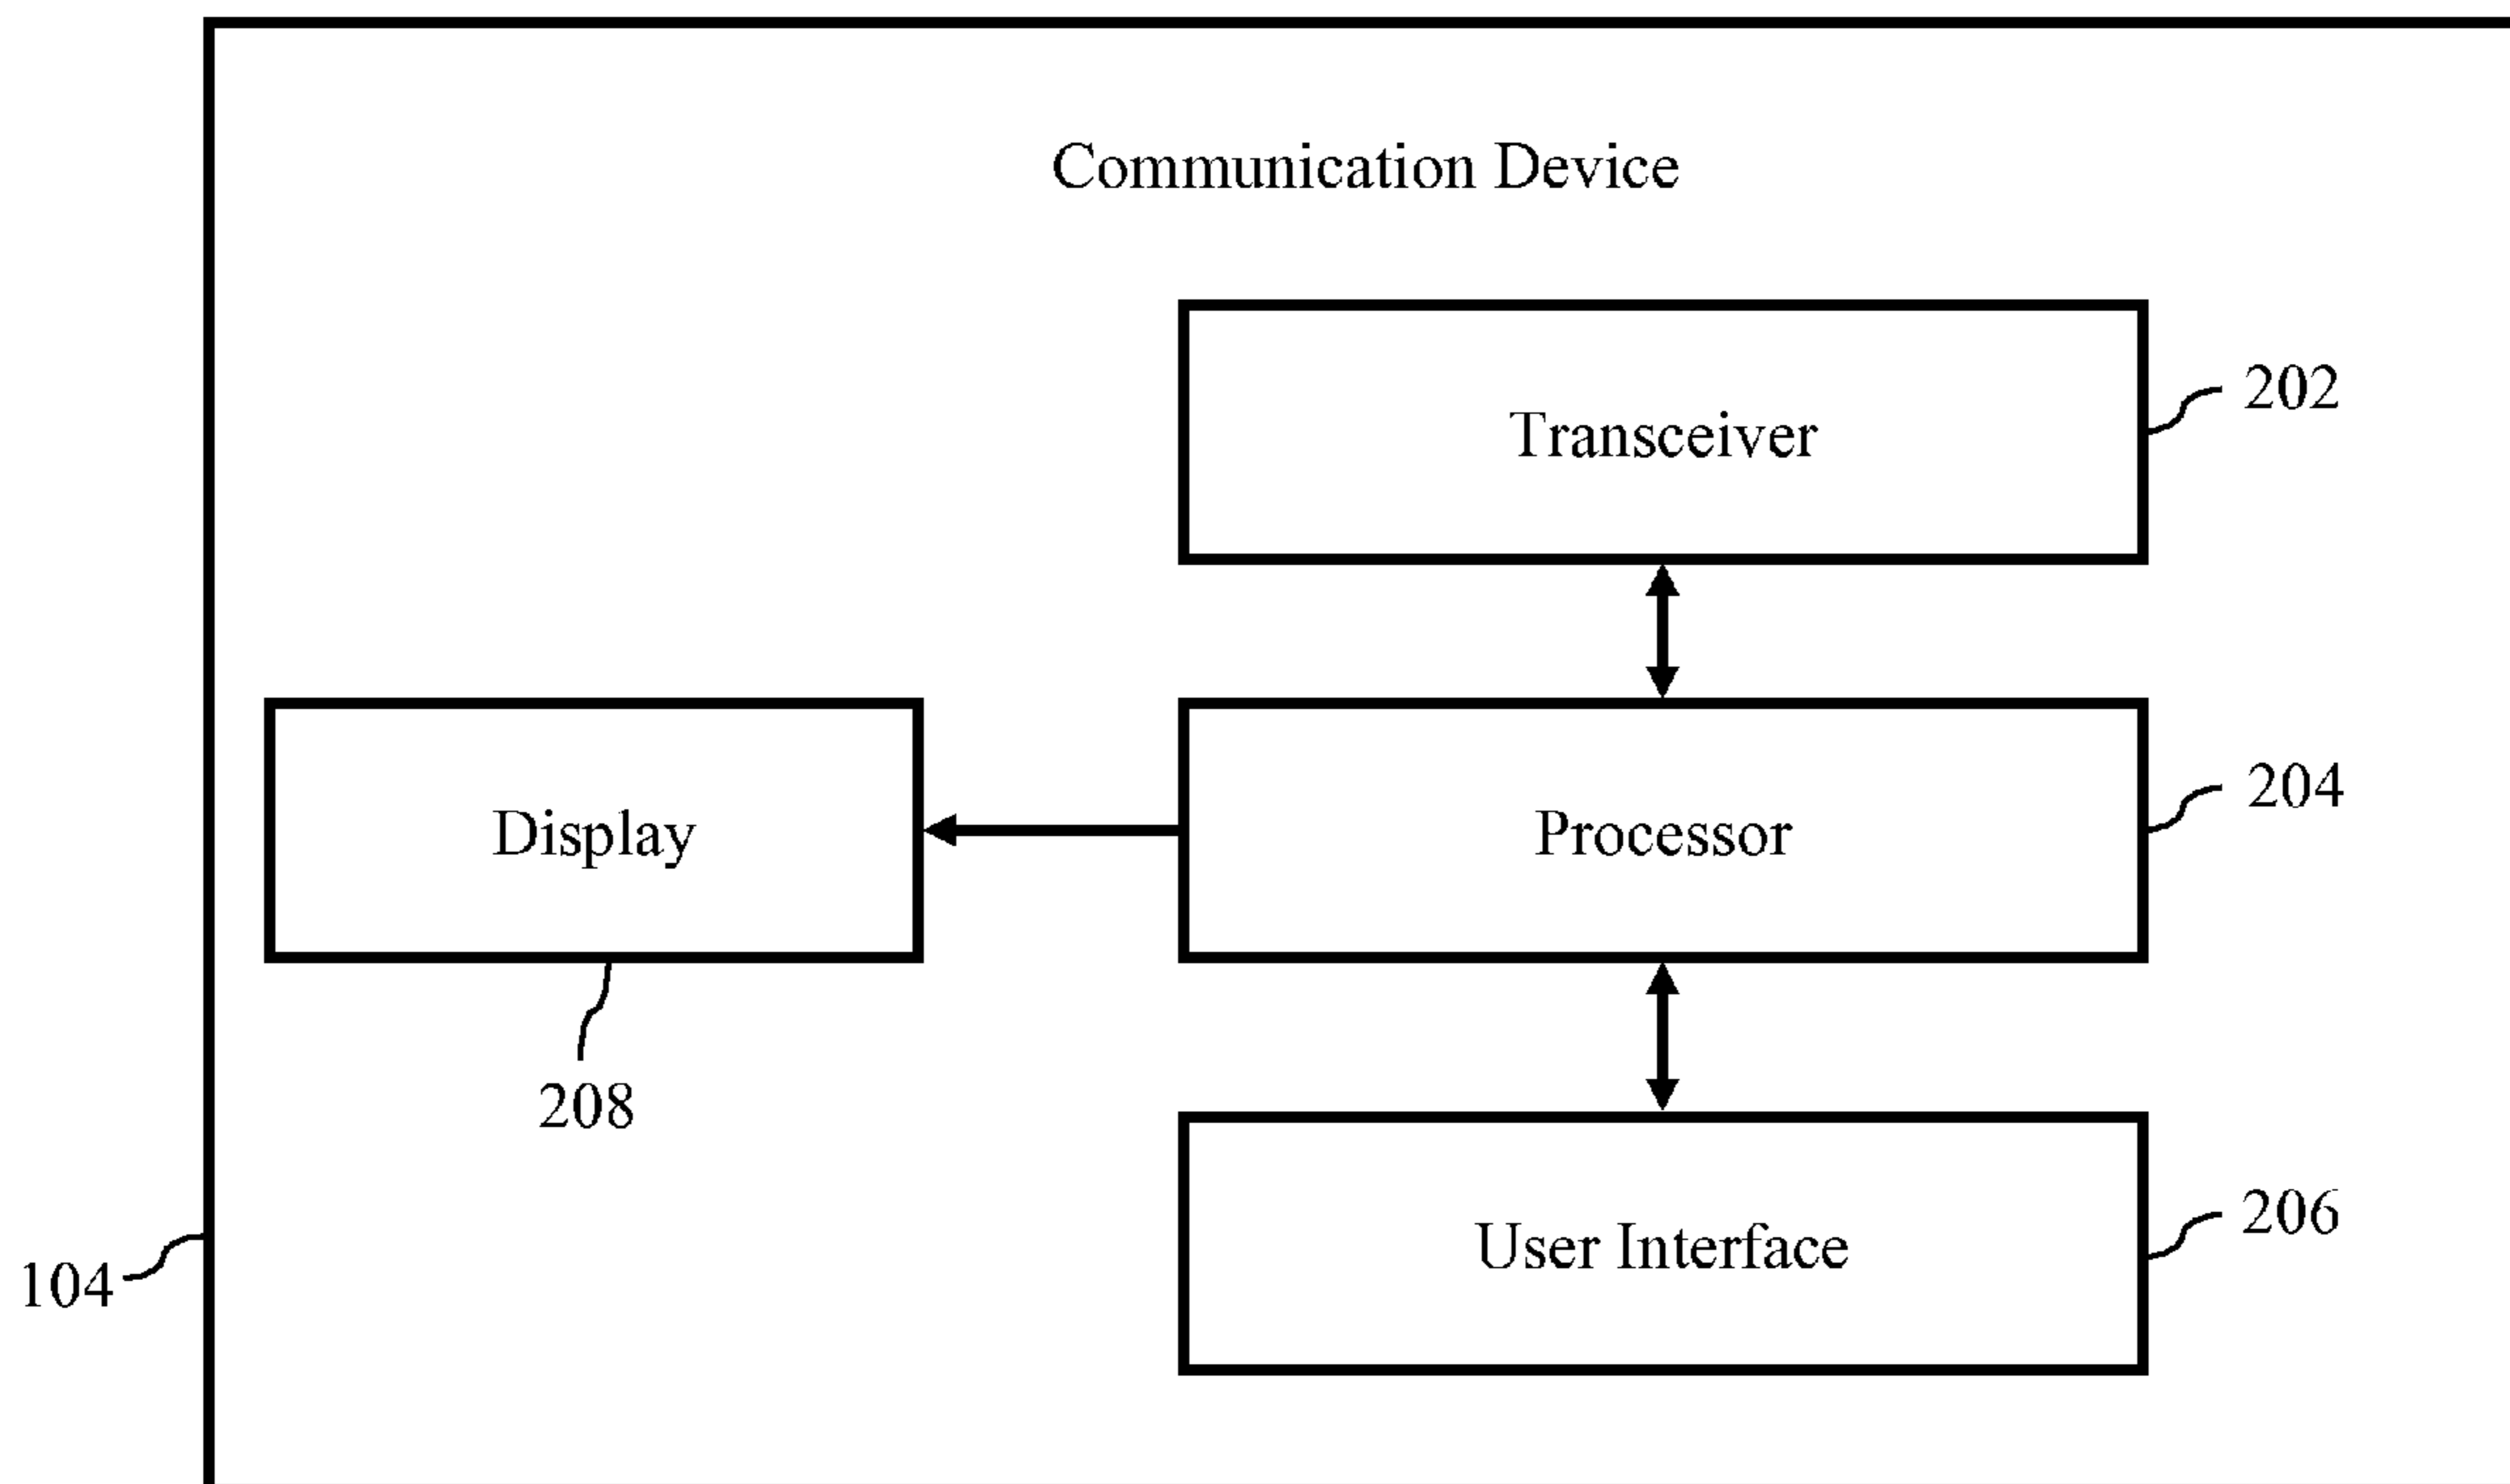 Communication Device
Transceiver
202
Display
Processor
204
208
User Interface
206
104